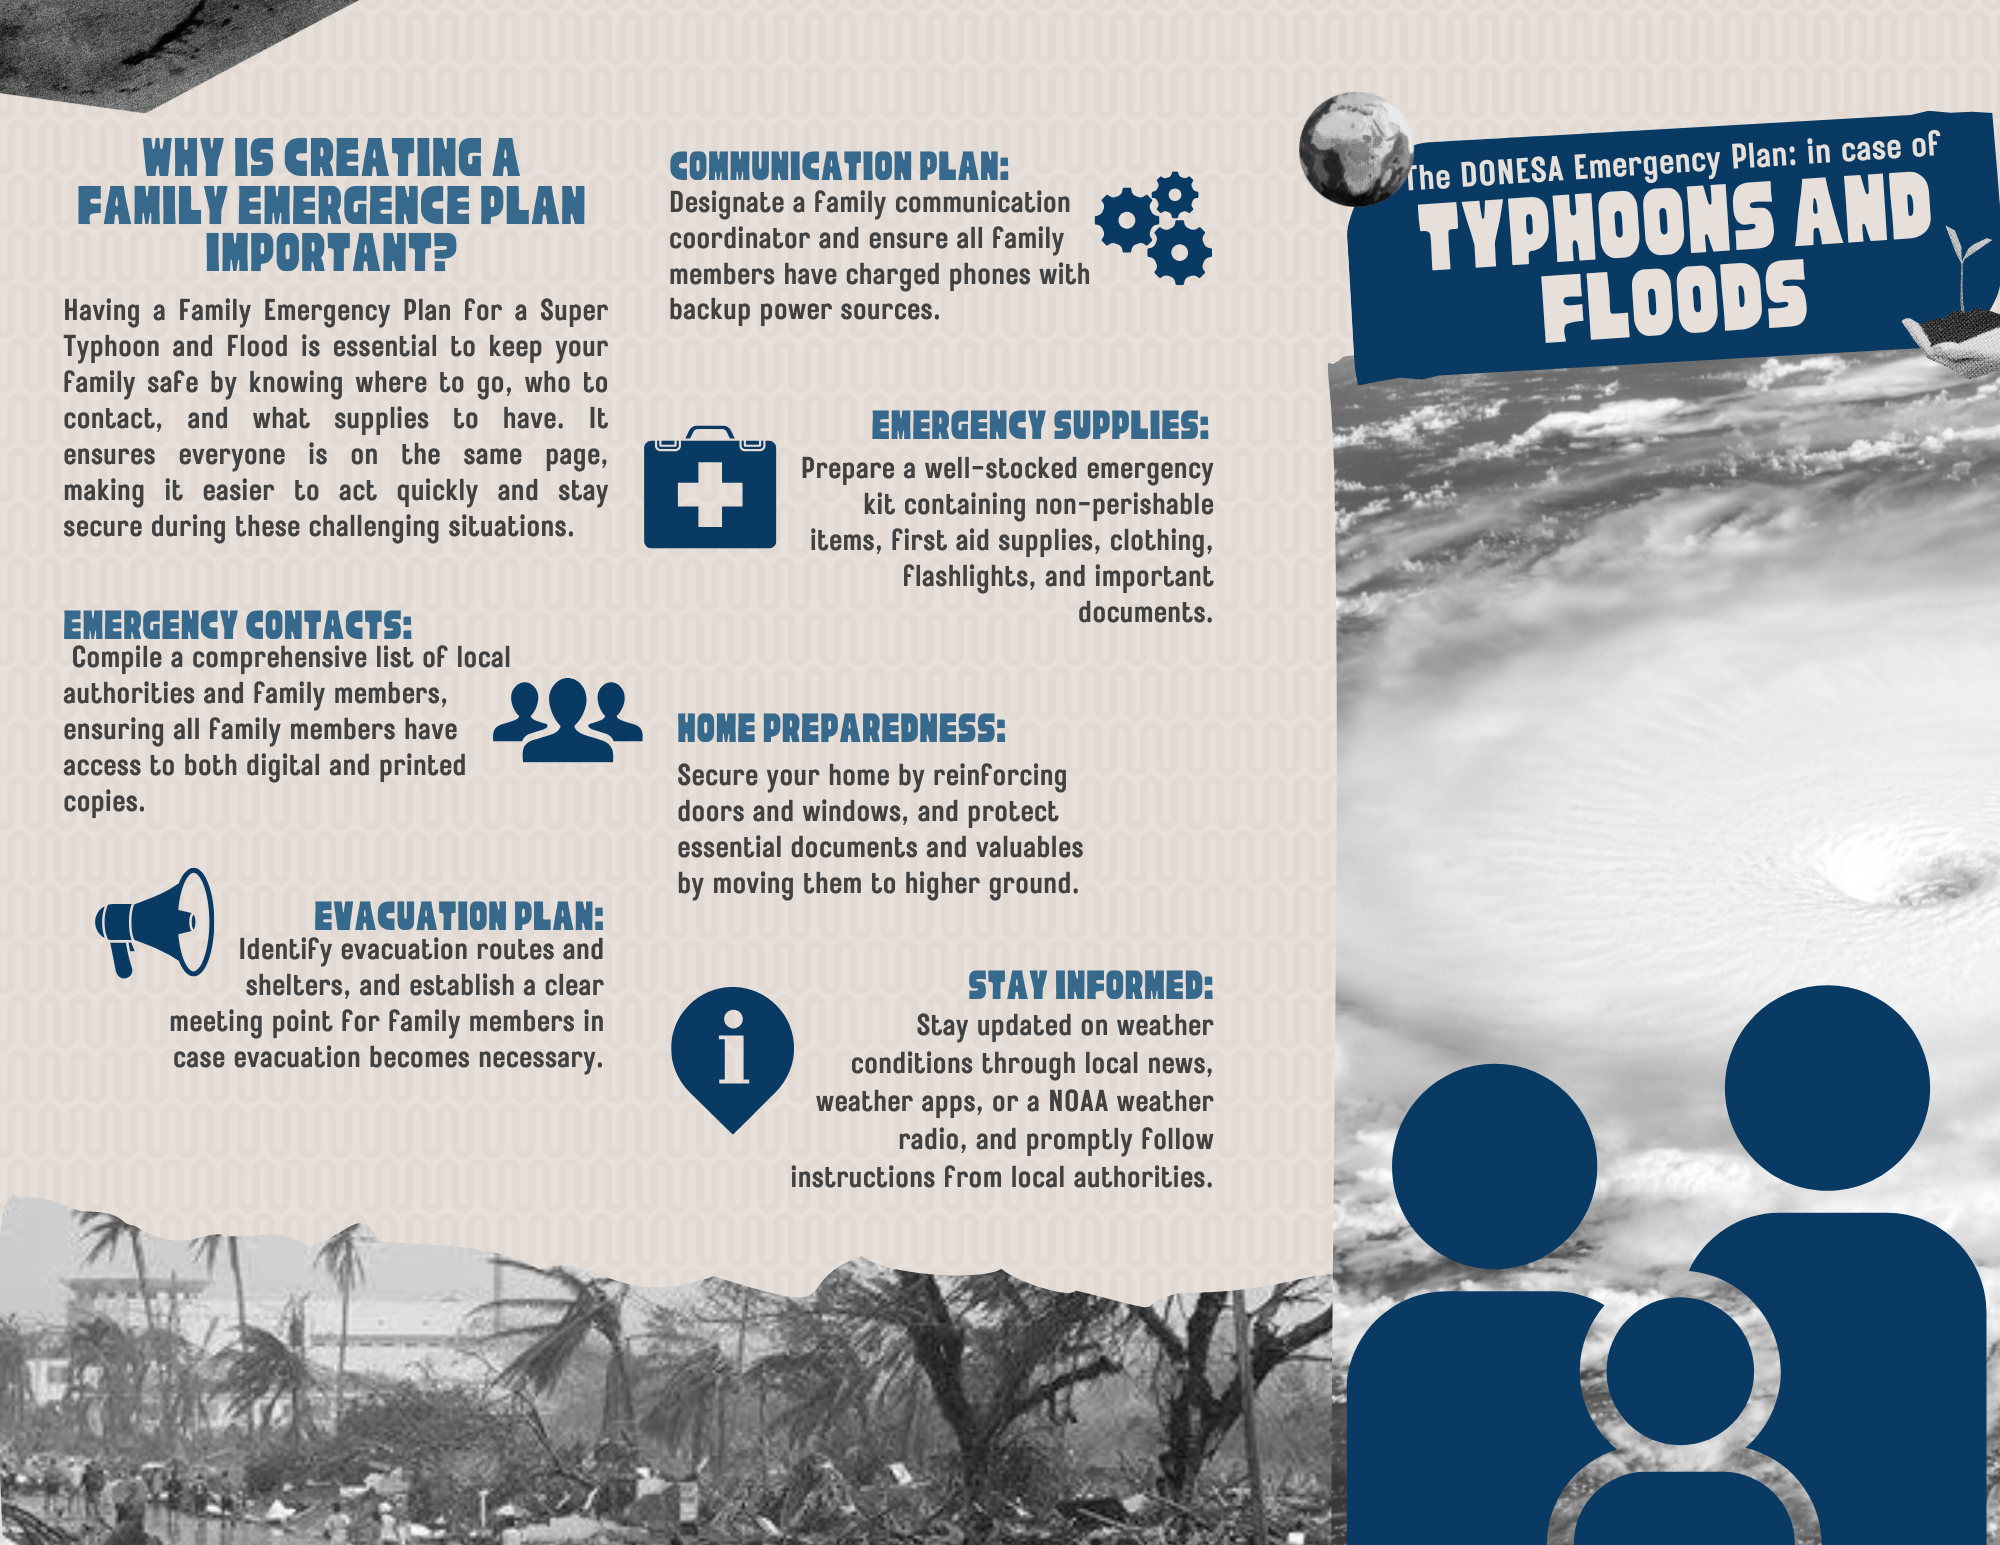 WHY IS CREATING A
FAMILY EMERGENCE PLAN
IMPORTANT?
Having a Family Emergency Plan for a Super
Typhoon and Flood is essential to keep your
family safe by knowing where to go, who to
contact, and what supplies to have. It
ensures everyone is on the same page,
making it easier to act quickly and stay
secure during these challenging situations.
EMERGENCY CONTACTS:
Compile a comprehensive list of local
authorities and family members,
ensuring all family members have
access to both digital and printed
copies.
EVACUATION PLAN:
Identify evacuation routes and
shelters, and establish a clear
meeting point for family members in
case evacuation becomes necessary.
COMMUNICATION PLAN:
Designate a family communication
coordinator and ensure all family
members have charged phones with
backup power sources.
EMERGENCY SUPPLIES:
Prepare a well-stocked emergency
kit containing non-perishable
items, first aid supplies, clothing,
flashlights, and important
documents.
HOME PREPAREDNESS:
Secure your home by reinforcing
doors and windows, and protect
essential documents and valuables
by moving them to higher ground.
STAY INFORMED:
Stay updated on weather
conditions through local news,
weather apps, or a NOAA weather
radio, and promptly follow
instructions from local authorities.
i
The DONESA Emergency Plan: in case of
TYPHOONS AND
FLOODS